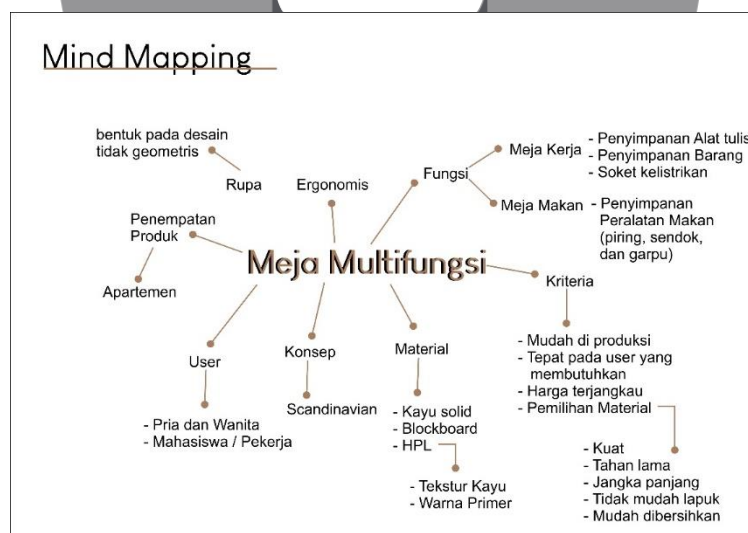 Mind Mapping
bentuk pada desain
tidak geometris
Rupa
Ergonomis
Fungsi
Meja Kerja
- Penyimpanan Alat tulis
- Penyimpanan Barang
- Soket kelistrikan
Meja Makan
- Penyimpanan
Peralatan Makan
(piring, sendok,
dan garpu)
Penempatan
Produk
Apartemen
Meja Multifungsi
Kriteria
- Mudah di produksi
- Tepat pada user yang
membutuhkan
- Harga terjangkau
- Pemilihan Material
- Kuat
- Tahan lama
- Jangka panjang
- Tidak mudah lapuk
- Mudah dibersihkan
User
- Pria dan Wanita
- Mahasiswa / Pekerja
Konsep
Scandinavian
Material
- Kayu solid
- Blockboard
- HPL
- Tekstur Kayu
- Warna Primer